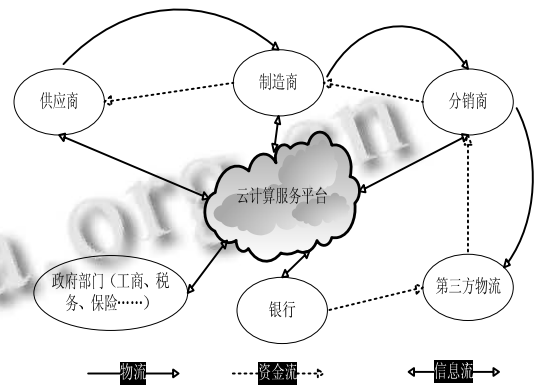 制造商
供应商
分销商
云计算服务平台
政府部门（工商、税
务、保险……）
银行
第三方物流
物流
资金流
信息流